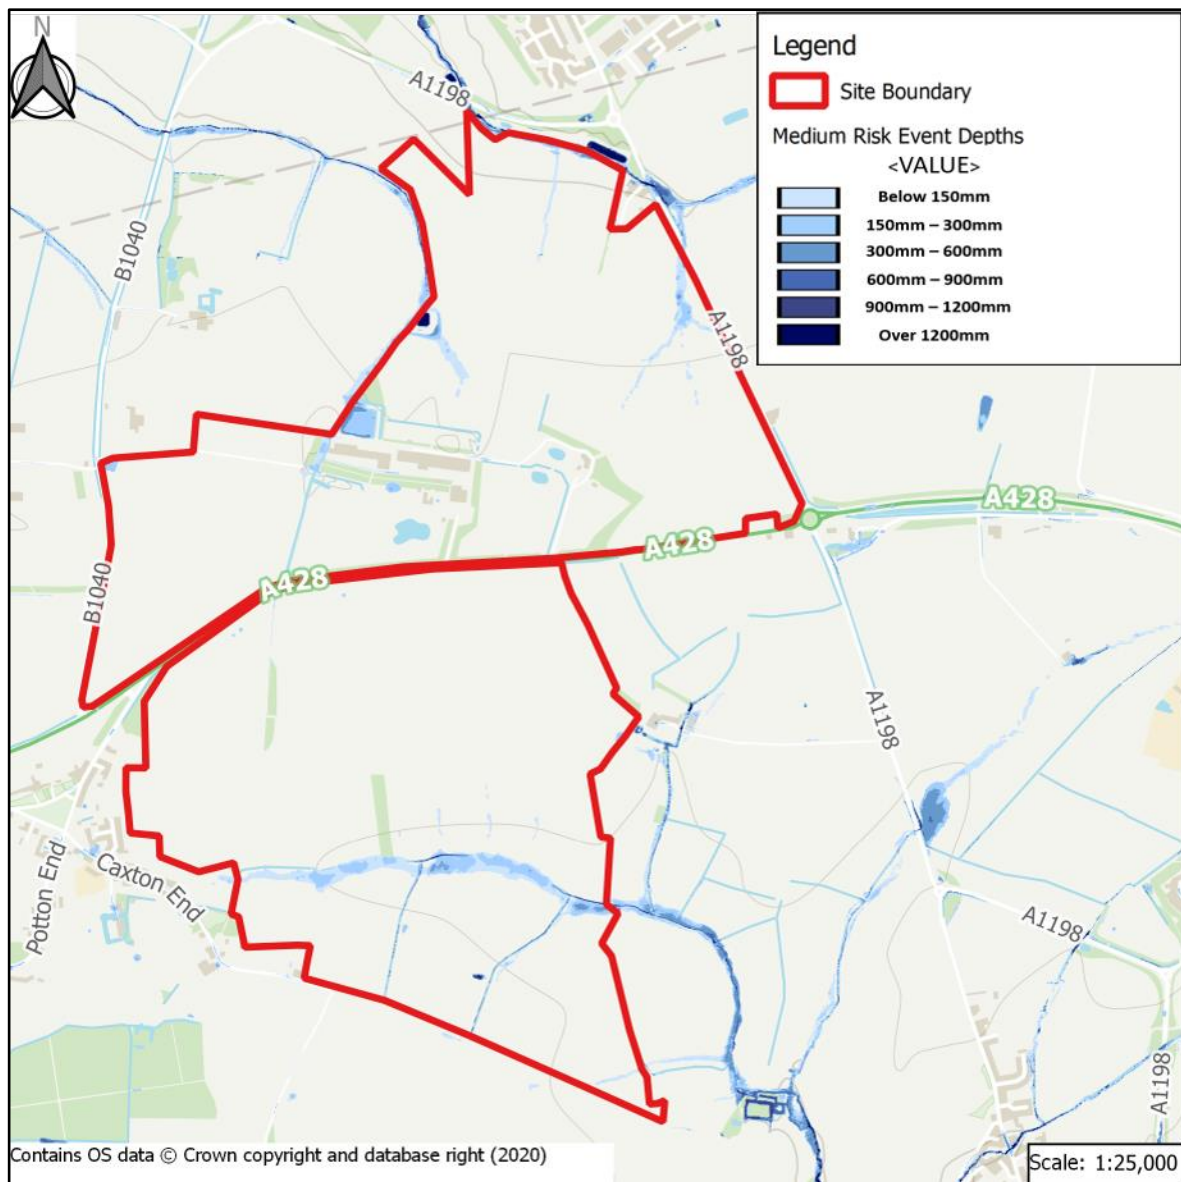 N
Legend
Site Boundary
Medium Risk Event Depths
<VALUE>
Below 150mm
150mm – 300mm
300mm – 600mm
600mm – 900mm
900mm – 1200mm
Over 1200mm
A1198
B1040
A1198
A428
A428
A428
B1040
A1198
Potton End
Caxton End
A1198
A1198
Contains OS data © Crown copyright and database right (2020)
Scale: 1:25,000